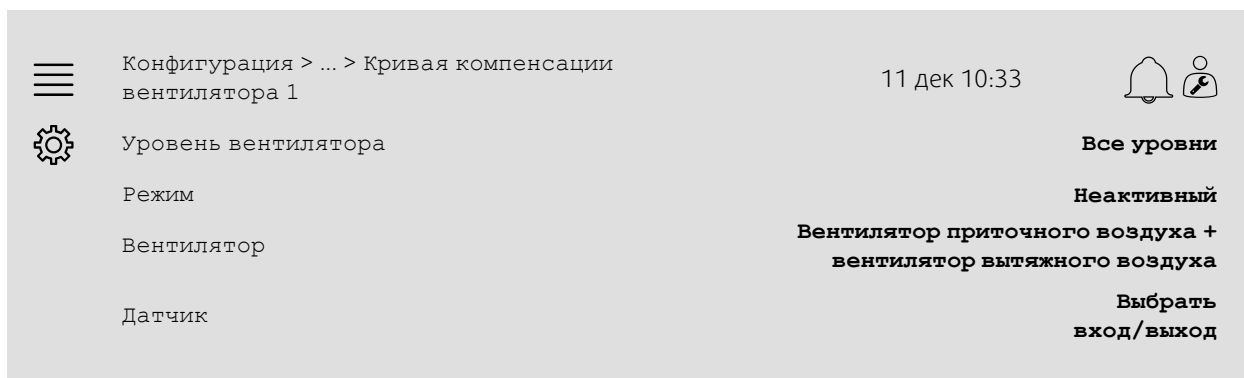 Конфигурация > ... > Кривая компенсации
вентилятора 1
11 дек 10:33
Уровень вентилятора
Все уровни
Режим
Неактивный
Вентилятор
Вентилятор приточного воздуха +
вентилятор вытяжного воздуха
Датчик
Выбрать
вход/выход